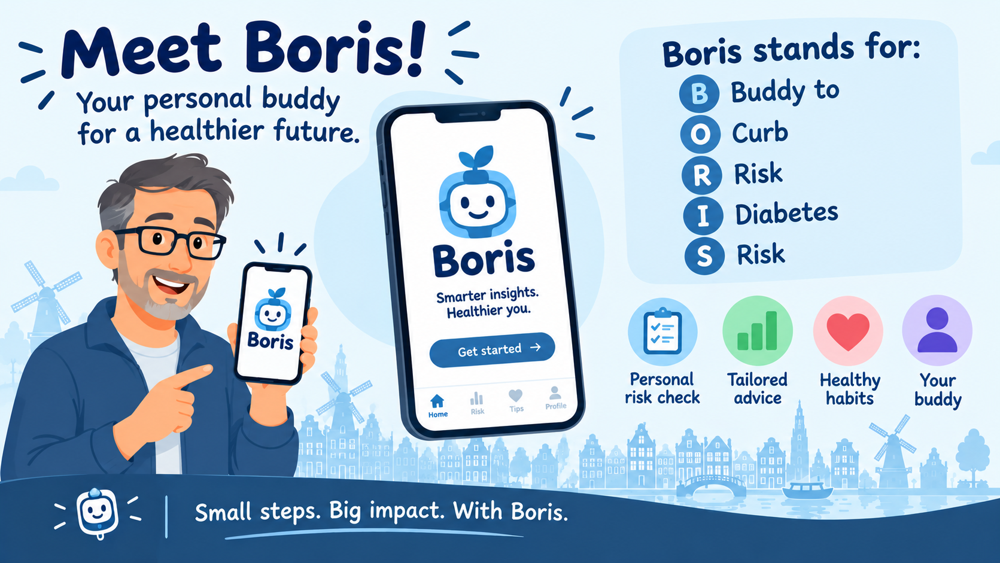 Meet Boris!
Your personal buddy
for a healthier future.
Boris
Boris
Smarter insights.
Healthier you.
Get started →
Home Risk Tips Profile
Boris stands for:
B Buddy to
O Curb
R Risk
I Diabetes
S Risk
Personal
risk check
Tailored
advice
Healthy
habits
Your
buddy
Small steps. Big impact. With Boris.